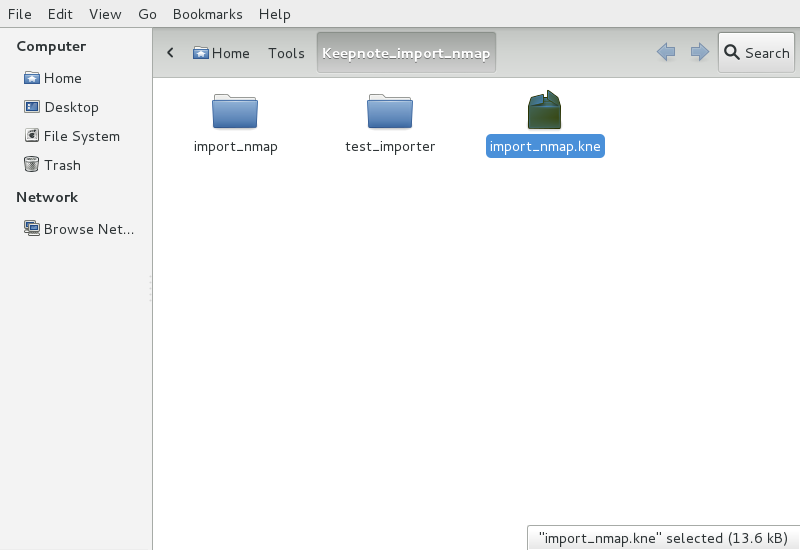 File Edit View Go Bookmarks Help
Computer
Home
Desktop
File System
Trash
Network
Browse Net...
Home Tools Keepnote_import_nmap Search
import_nmap test_importer import_nmap.kne
"import_nmap.kne" selected (13.6 kB)